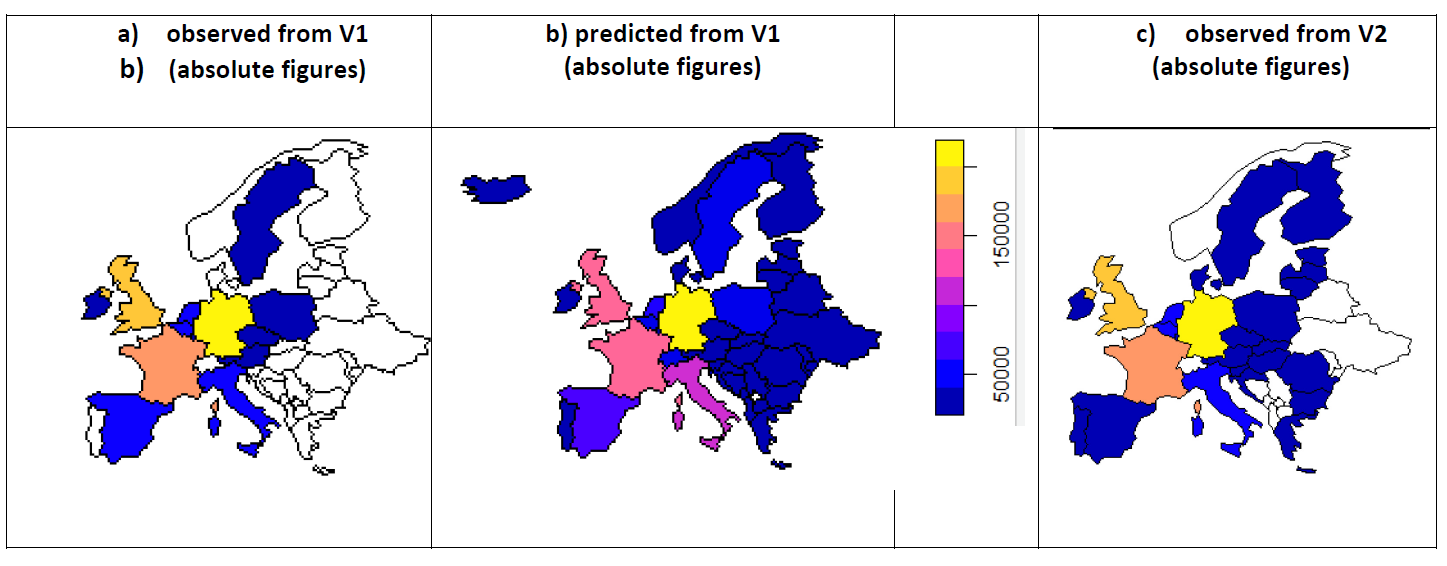 a) observed from V1
b) (absolute figures)
b) predicted from V1
(absolute figures)
c) observed from V2
(absolute figures)
150000
50000